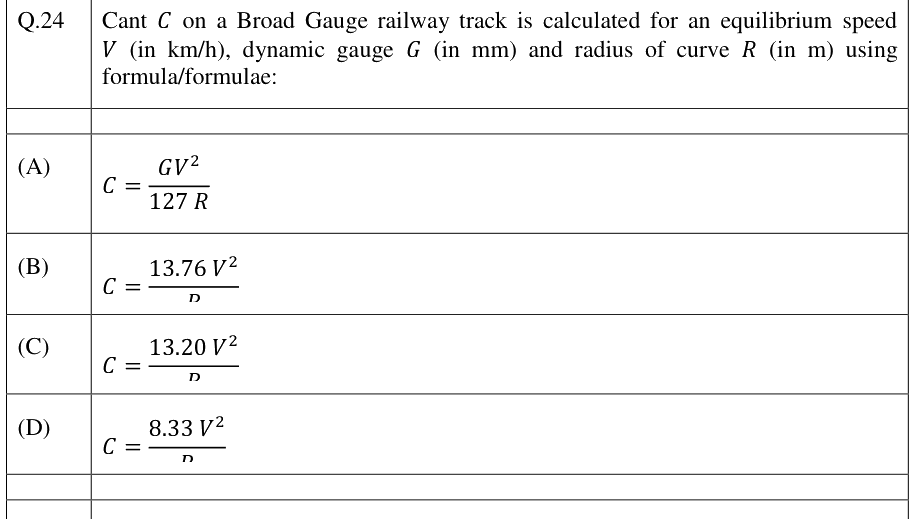 Q.24 Cant C on a Broad Gauge railway track is calculated for an equilibrium speed
V (in km/h), dynamic gauge G (in mm) and radius of curve R (in m) using
formula/formulae:
(A) C = GV² / 127 R
(B) C = 13.76 V² /
(C) C = 13.20 V² /
(D) C = 8.33 V² /